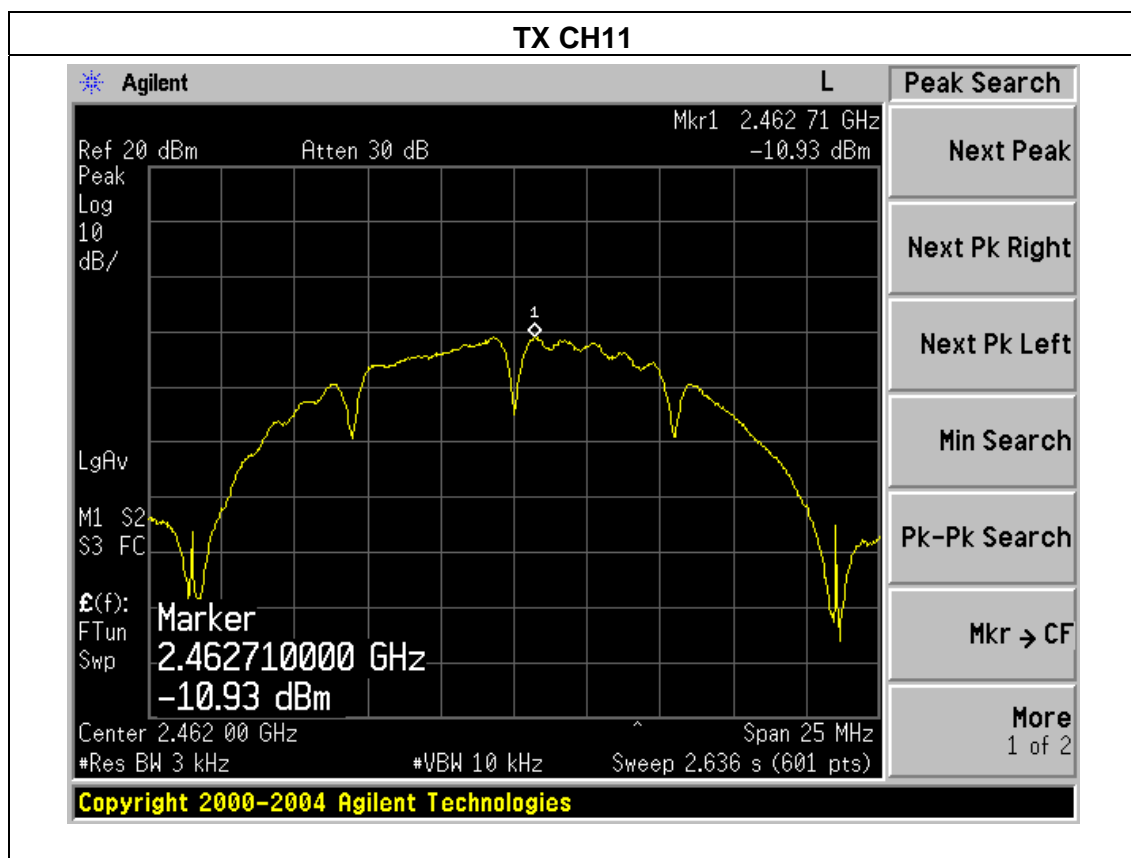 TX CH11
Agilent L Peak Search
Mkr1 2.462 71 GHz
Ref 20 dBm Atten 30 dB -10.93 dBm
Next Peak
Peak
Log
10
dB/
Next Pk Right
1
Next Pk Left
Min Search
LgAv
M1 S2
S3 FC
Pk-Pk Search
£(f):
FTun
Swp
Marker
2.462710000 GHz
-10.93 dBm
Mkr → CF
Center 2.462 00 GHz ^ Span 25 MHz
#Res BW 3 kHz #VBW 10 kHz Sweep 2.636 s (601 pts)
More
1 of 2
Copyright 2000-2004 Agilent Technologies